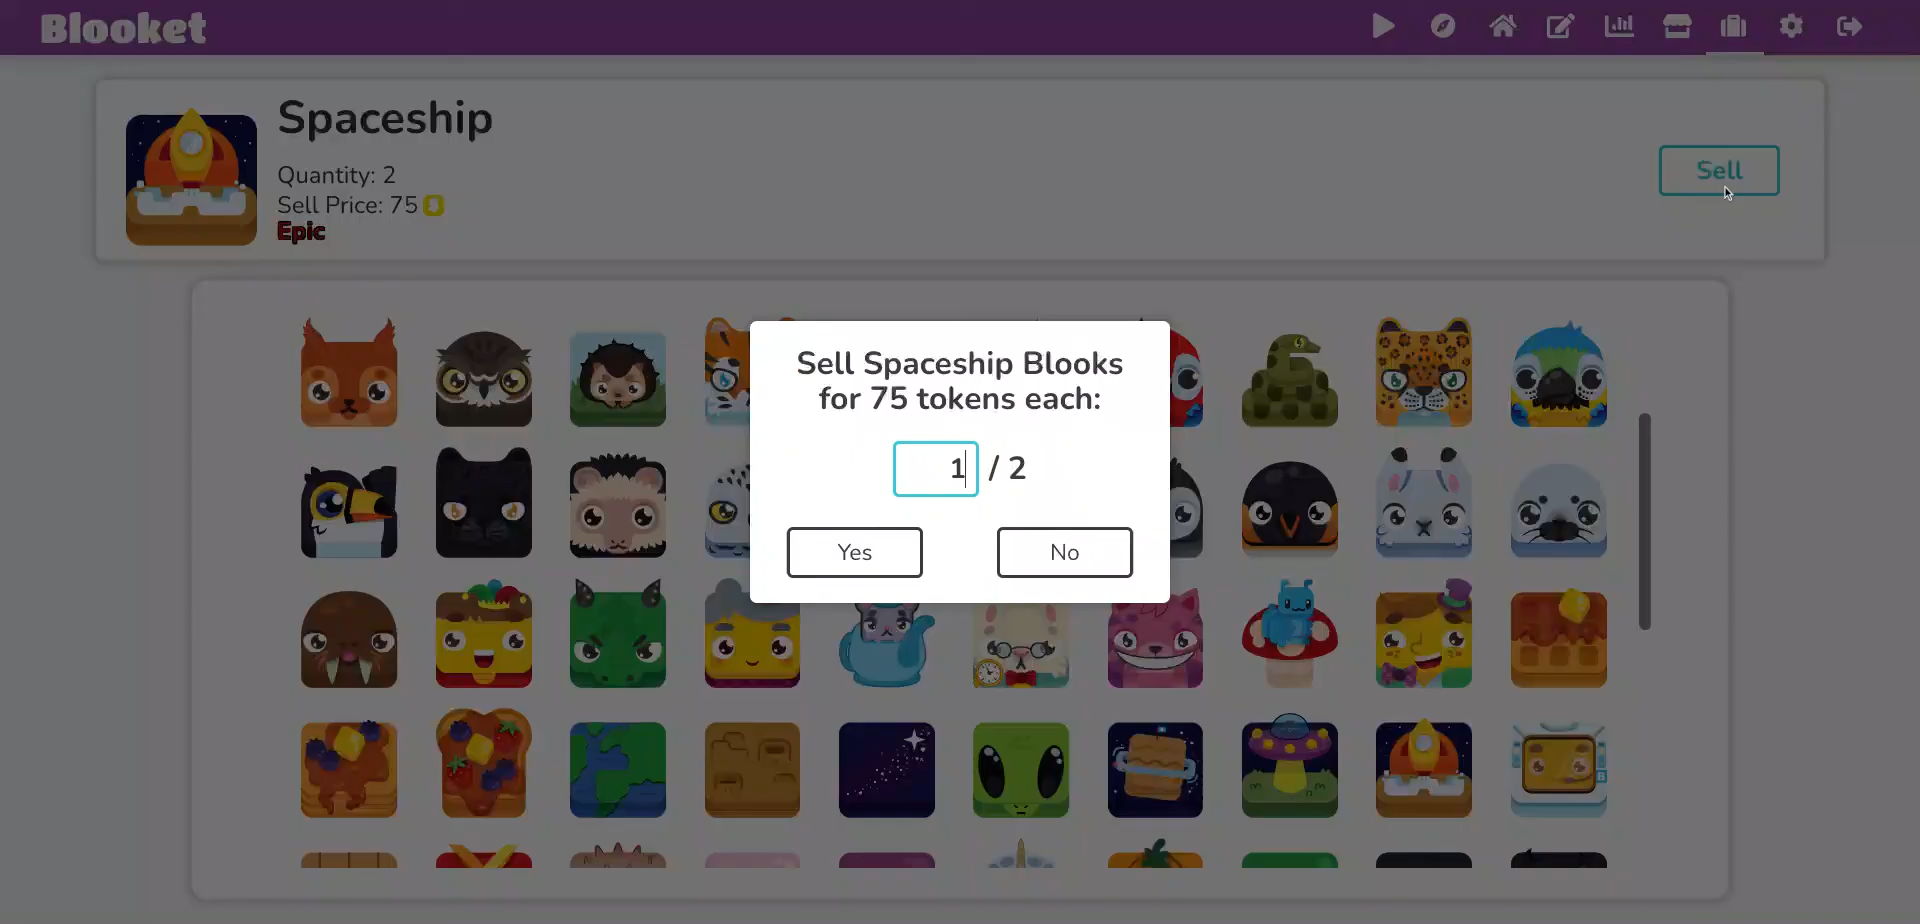 Blooket
Spaceship
Quantity: 2
Sell Price: 75
Epic
Sell
Sell Spaceship Blooks
for 75 tokens each:
1 / 2
Yes
No